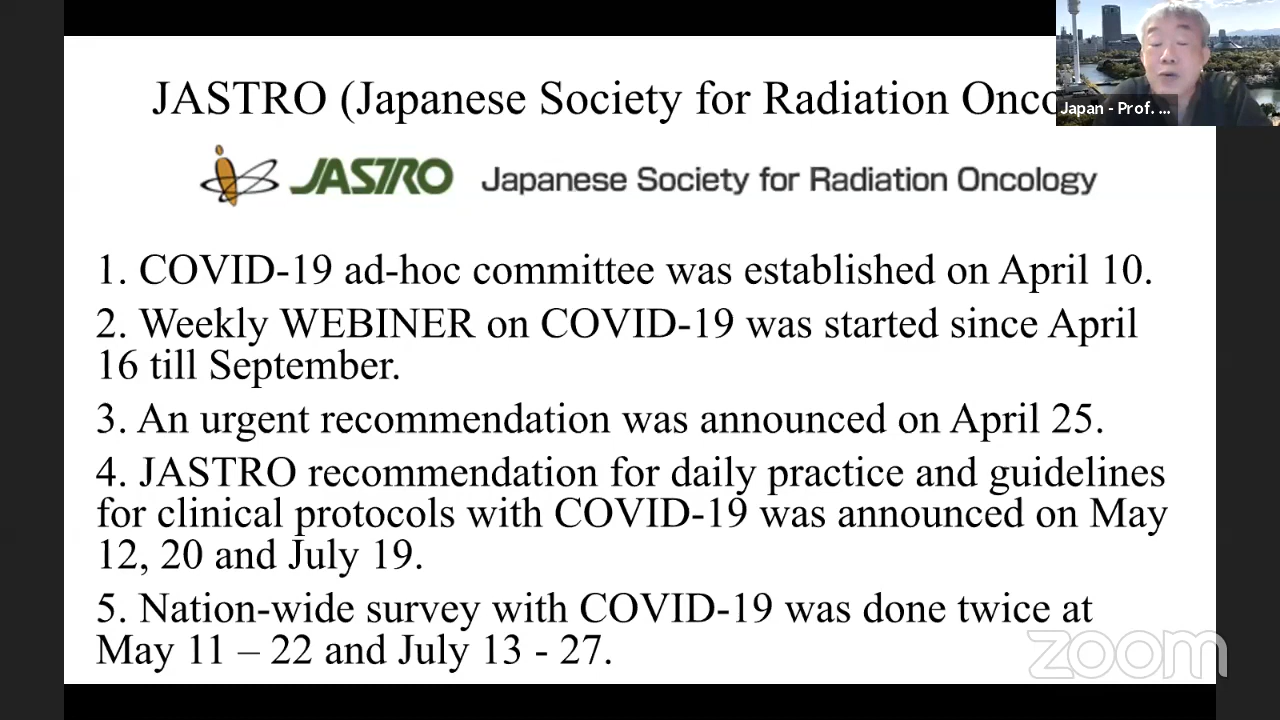 JASTRO (Japanese Society for Radiation Onco
Japan - Prof. ...
JASTRO Japanese Society for Radiation Oncology
1. COVID-19 ad-hoc committee was established on April 10.
2. Weekly WEBINER on COVID-19 was started since April
16 till September.
3. An urgent recommendation was announced on April 25.
4. JASTRO recommendation for daily practice and guidelines
for clinical protocols with COVID-19 was announced on May
12, 20 and July 19.
5. Nation-wide survey with COVID-19 was done twice at
May 11 – 22 and July 13 - 27.
zoom